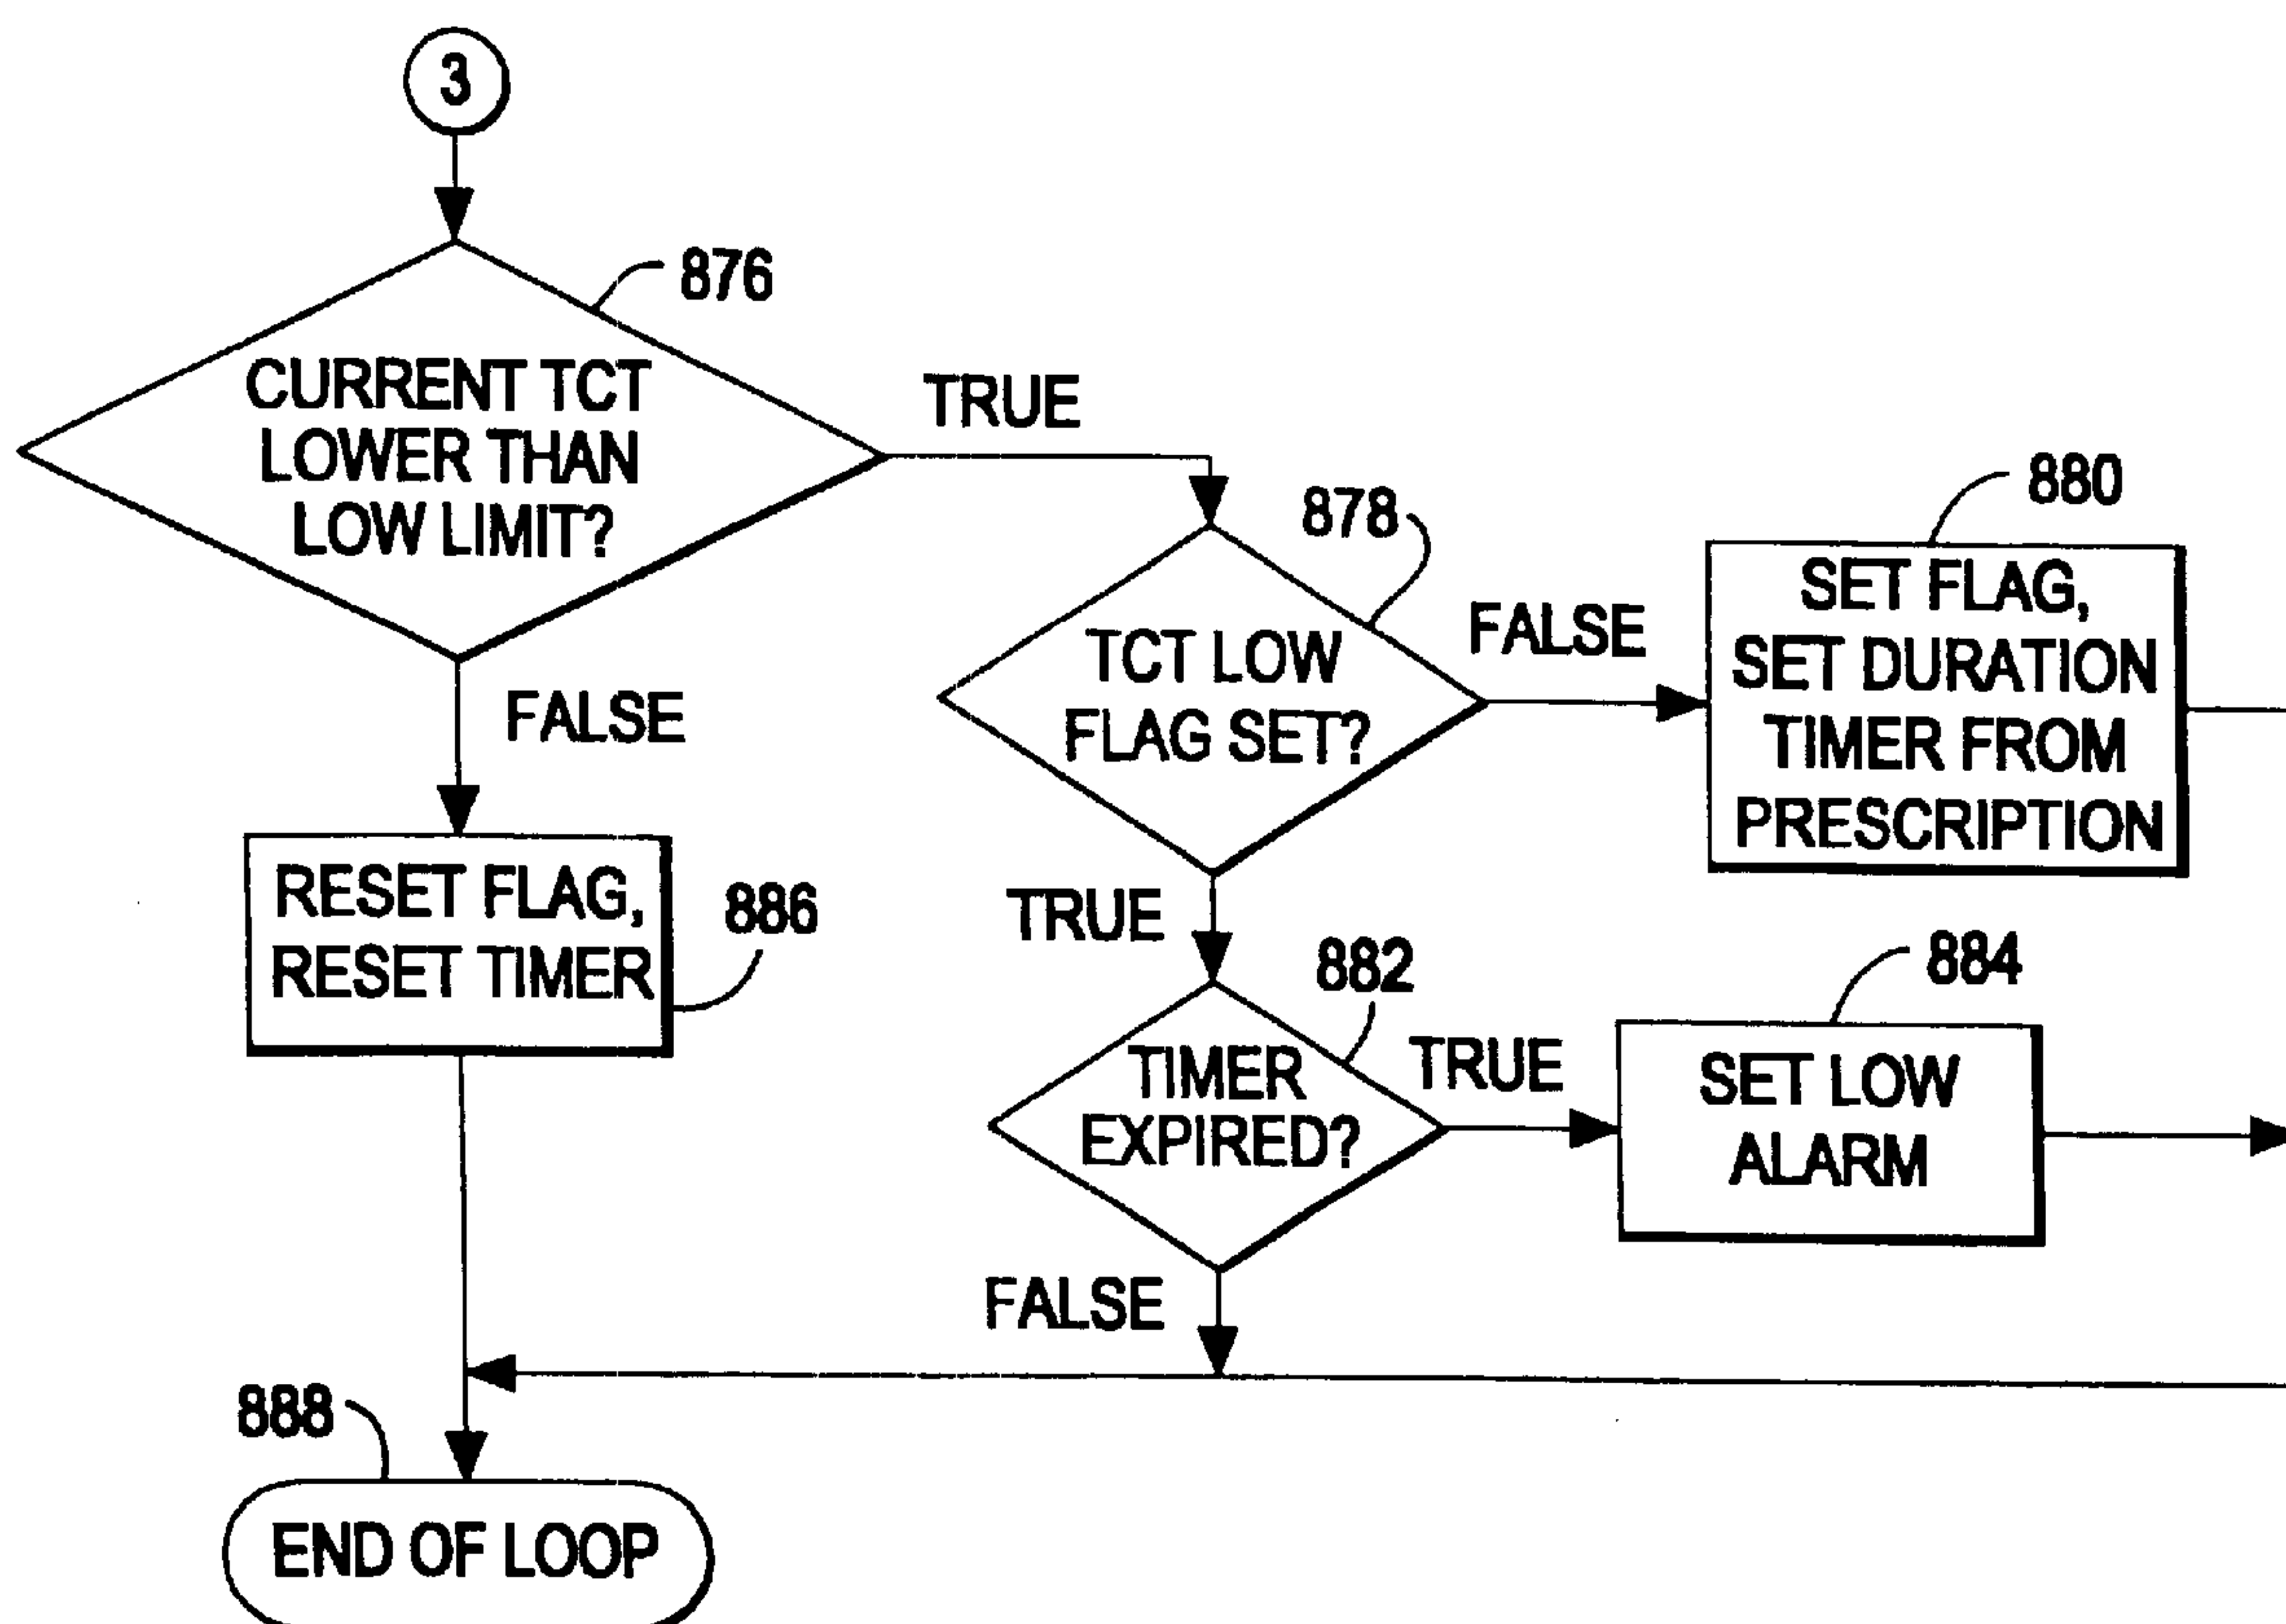 3
876
CURRENT TCT
LOWER THAN
LOW LIMIT?
TRUE
FALSE
878
TCT LOW
FLAG SET?
FALSE
880
SET FLAG,
SET DURATION
TIMER FROM
PRESCRIPTION
TRUE
RESET FLAG,
RESET TIMER
886
882
TIMER
EXPIRED?
TRUE
884
SET LOW
ALARM
FALSE
888
END OF LOOP